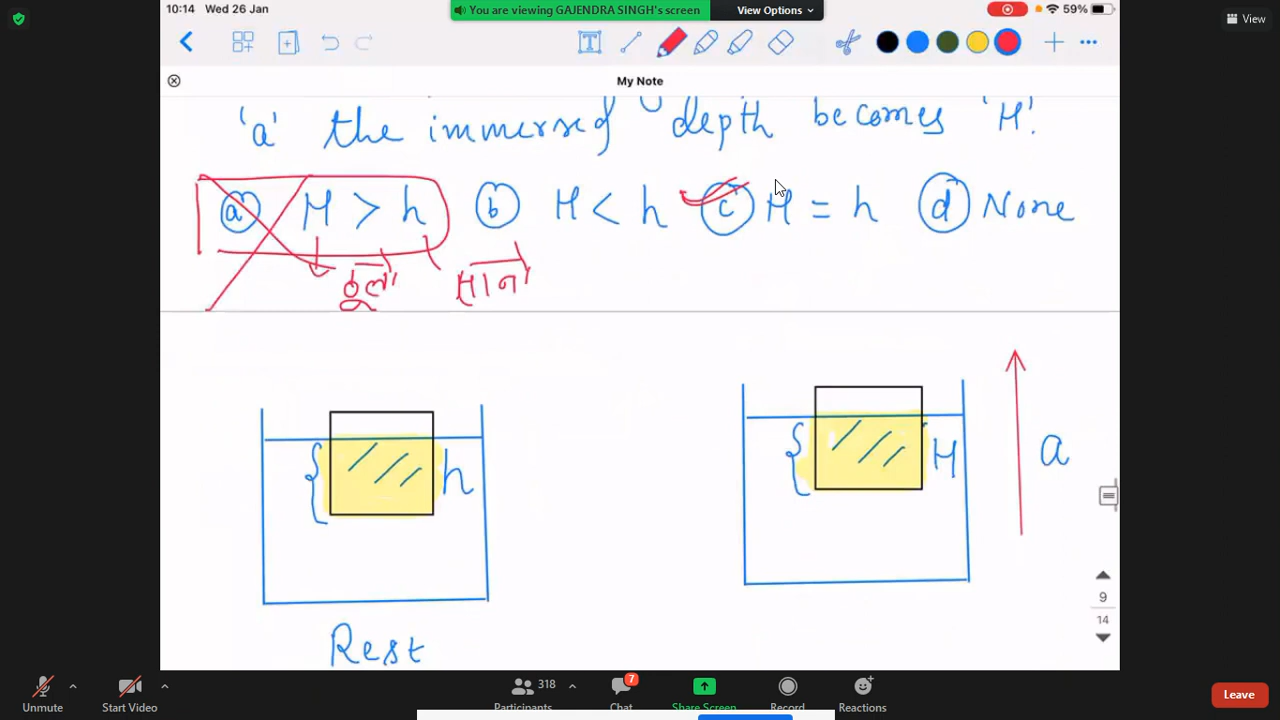 10:14 Wed 26 Jan
You are viewing GAJENDRA SINGH's screen
View Options
59%
View
My Note
'a' the immersed depth becomes 'H'.
(a) H > h (b) H < h (c) H = h (d) None
h
H
a
Rest
9
14
Unmute
Start Video
318
Participants
7
Chat
Share Screen
Record
Reactions
Leave